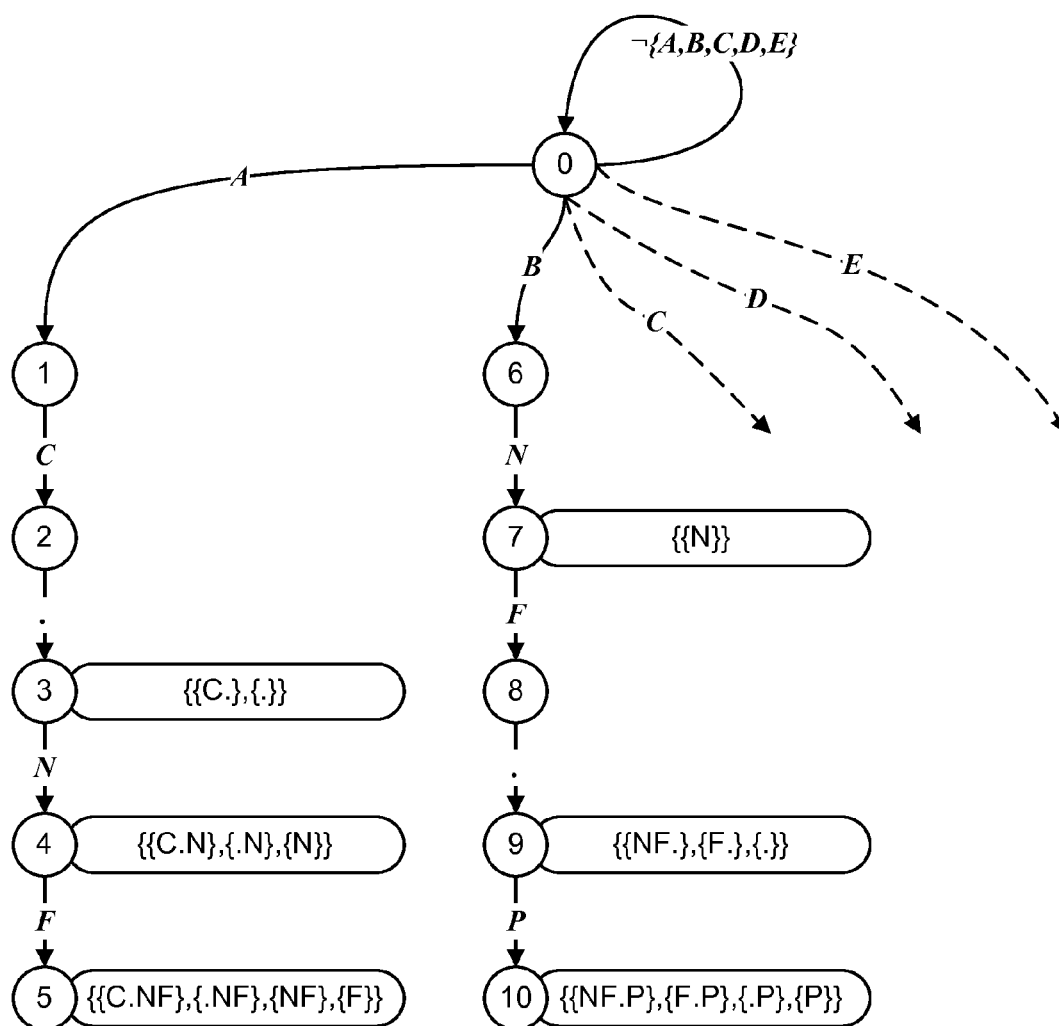 ¬{A,B,C,D,E}
0
A
B
C
D
E
1
6
C
N
2
7
{{N}}
.
F
3
{{C.},{.}}
8
N
.
4
{{C.N},{.N},{N}}
9
{{NF.},{F.},{.}}
F
P
5
{{C.NF},{.NF},{NF},{F}}
10
{{NF.P},{F.P},{.P},{P}}